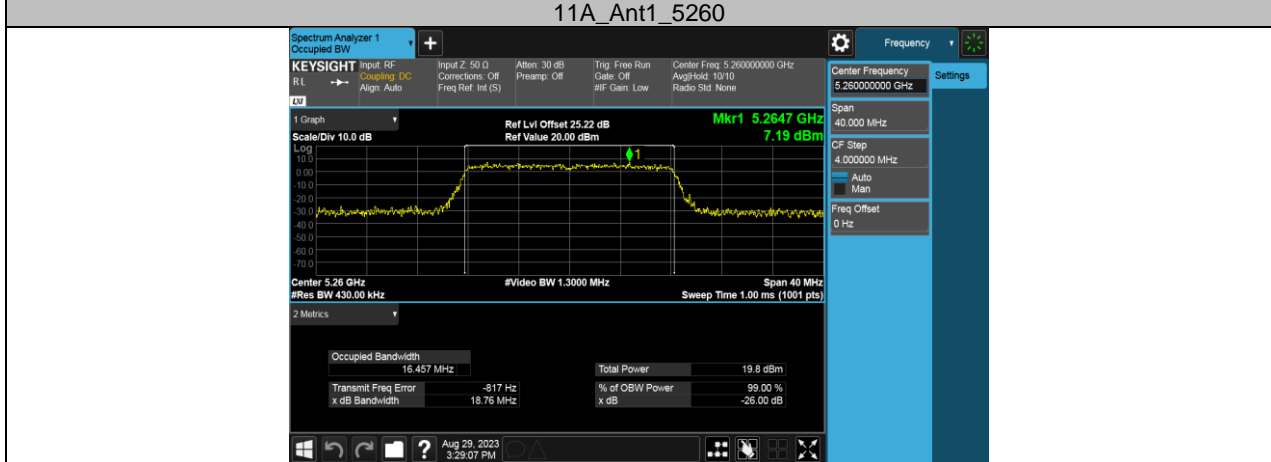 11A_Ant1_5260
Spectrum Analyzer 1
Occupied BW
+
Frequency
KEYSIGHT
RL
LXI
Input: RF
Coupling: DC
Align: Auto
Input Z: 50 Ω
Corrections: Off
Freq Ref: Int (S)
Atten: 30 dB
Preamp: Off
Trig: Free Run
Gate: Off
#IF Gain: Low
Center Freq: 5.260000000 GHz
Avg|Hold: 10/10
Radio Std: None
Center Frequency
5.260000000 GHz
Settings
Span
40.000 MHz
CF Step
4.000000 MHz
Auto
Man
Freq Offset
0 Hz
1 Graph
Scale/Div 10.0 dB
Ref Lvl Offset 25.22 dB
Ref Value 20.00 dBm
Mkr1 5.2647 GHz
7.19 dBm
Log
1
10.0
0.00
-10.0
-20.0
-30.0
-40.0
-50.0
-60.0
-70.0
Center 5.26 GHz
#Video BW 1.3000 MHz
Span 40 MHz
#Res BW 430.00 kHz
Sweep Time 1.00 ms (1001 pts)
2 Metrics
Occupied Bandwidth
16.457 MHz
Total Power 19.8 dBm
Transmit Freq Error -817 Hz
% of OBW Power 99.00 %
x dB Bandwidth 18.76 MHz
x dB -26.00 dB
?
Aug 29, 2023
3:29:07 PM